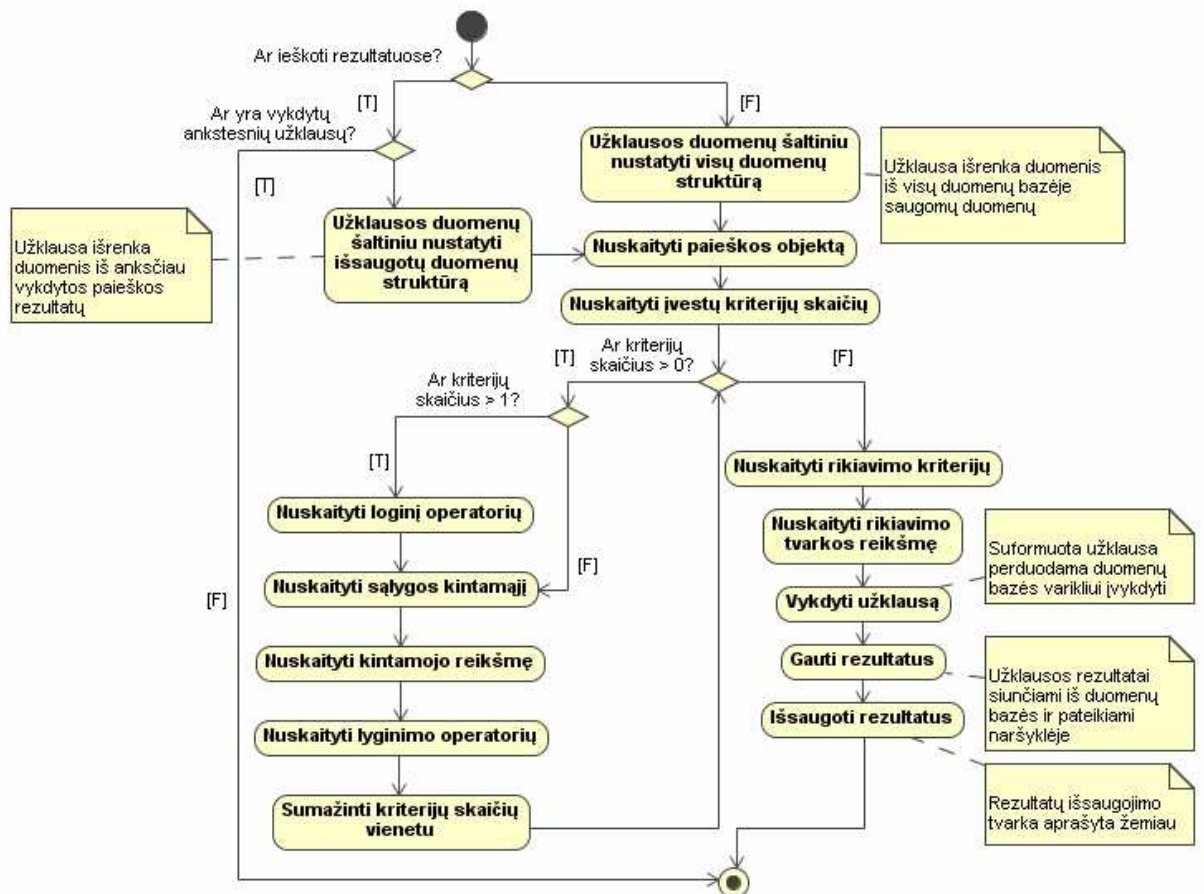 Ar ieškoti rezultatuose?
[T]
[F]
Ar yra vykdytų
ankstesnių užklausų?
Užklausos duomenų šaltiniu
nustatyti visų duomenų
struktūrą
Užklausa išrenka duomenis
iš visų duomenų bazėje
saugomų duomenų
[T]
Užklausa išrenka
duomenis iš anksčiau
vykdytos paieškos
rezultatų
Užklausos duomenų
šaltiniu nustatyti
išsaugotų duomenų
struktūrą
Nuskaityti paieškos objektą
Nuskaityti įvestų kriterijų skaičių
Ar kriterijų
skaičius > 0?
[T]
[F]
Ar kriterijų
skaičius > 1?
[T]
Nuskaityti rikiavimo kriterijų
Nuskaityti loginį operatorių
Nuskaityti rikiavimo
tvarkos reikšmę
Suformuota užklausa
perduodama duomenų
bazės varikliui įvykdyti
[F]
[F]
Nuskaityti sąlygos kintamąjį
Vykdyti užklausą
Nuskaityti kintamojo reikšmę
Gauti rezultatus
Užklausos rezultatai
siunčiami iš duomenų
bazės ir pateikiami
naršyklėje
Išsaugoti rezultatus
Nuskaityti lyginimo operatorių
Sumažinti kriterijų skaičių
vienetu
Rezultatų išsaugojimo
tvarka aprašyta žemiau